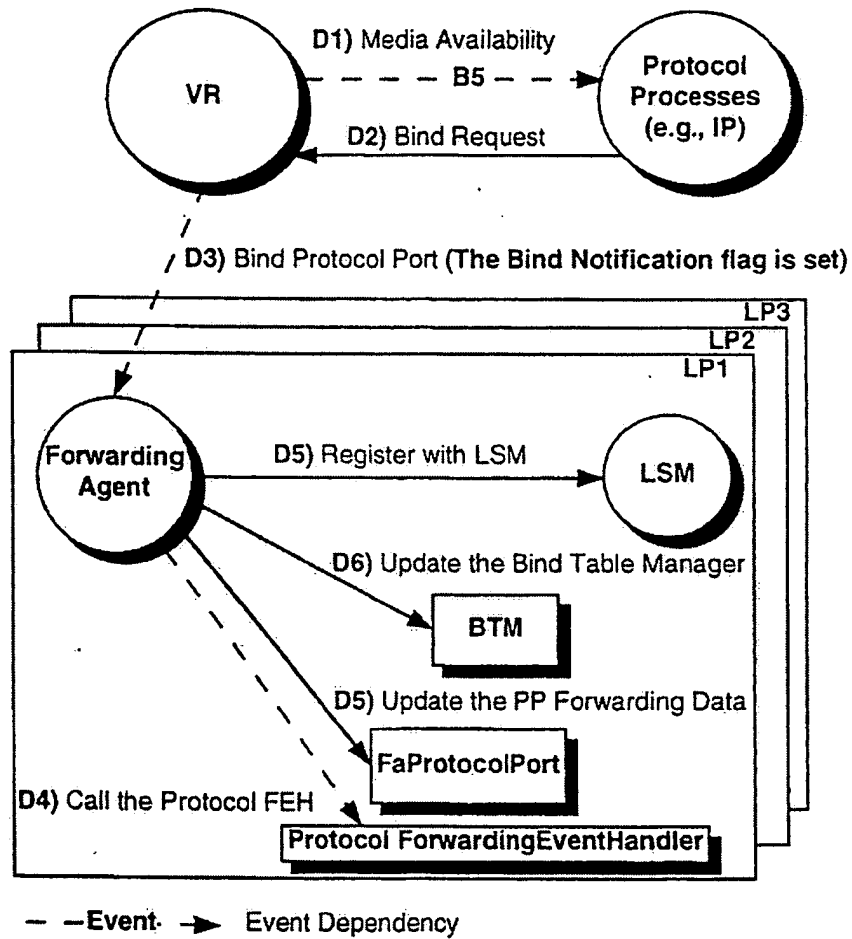 D1) Media Availability
VR
B5
Protocol
Processes
(e.g., IP)
D2) Bind Request
D3) Bind Protocol Port (The Bind Notification flag is set)
LP3
LP2
LP1
Forwarding
Agent
D5) Register with LSM
LSM
D6) Update the Bind Table Manager
BTM
D5) Update the PP Forwarding Data
FaProtocolPort
D4) Call the Protocol FEH
Protocol ForwardingEventHandler
Event
Event Dependency